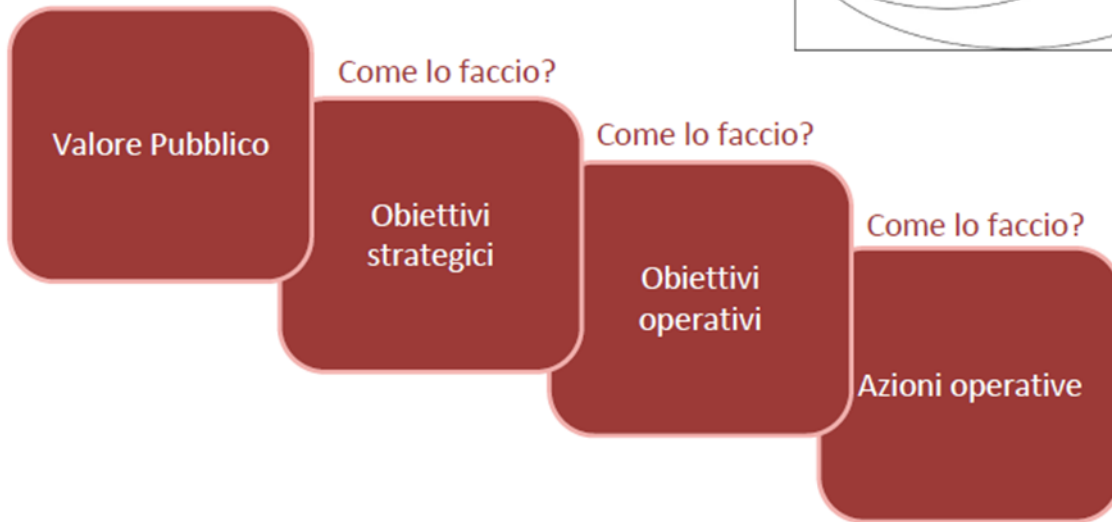 Valore Pubblico
Come lo faccio?
Obiettivi
strategici
Come lo faccio?
Obiettivi
operativi
Come lo faccio?
Azioni operative